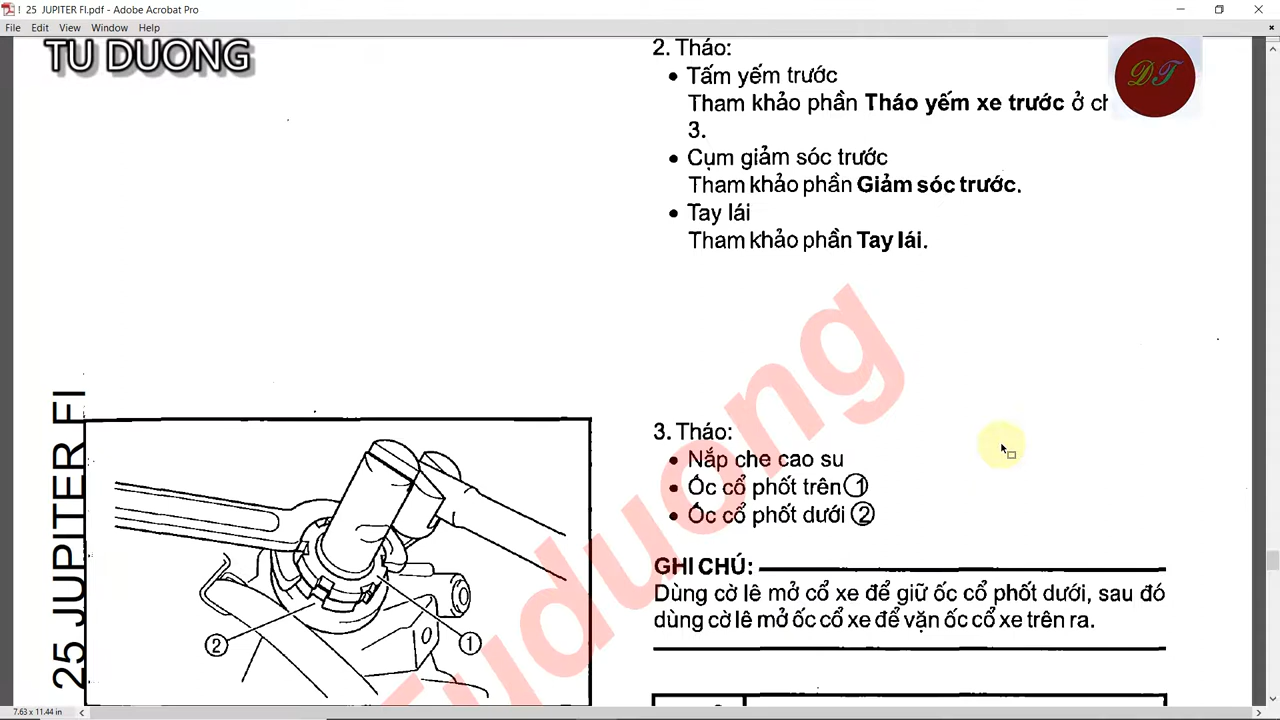 ! 25 JUPITER FI.pdf - Adobe Acrobat Pro
File Edit View Window Help
TU DUONG
DT
2. Tháo:
• Tấm yếm trước
Tham khảo phần Tháo yếm xe trước ở ch
3.
• Cụm giảm sóc trước
Tham khảo phần Giảm sóc trước.
• Tay lái
Tham khảo phần Tay lái.
25 JUPITER FI
Tuduong
3. Tháo:
• Nắp che cao su
• Ốc cổ phốt trên ①
• Ốc cổ phốt dưới ②
GHI CHÚ:
Dùng cờ lê mở cổ xe để giữ ốc cổ phốt dưới, sau đó
dùng cờ lê mở ốc cổ xe để vặn ốc cổ xe trên ra.
② ①
7.63 x 11.44 in